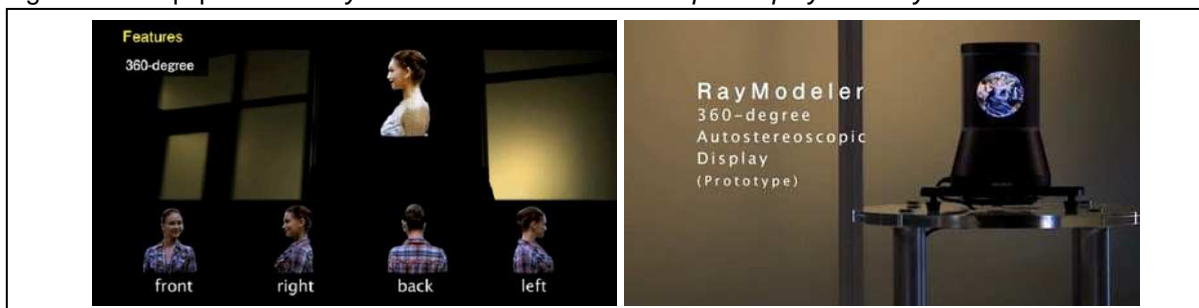 Features
360-degree
front right back left
RayModeler
360-degree
Autostereoscopic
Display
(Prototype)